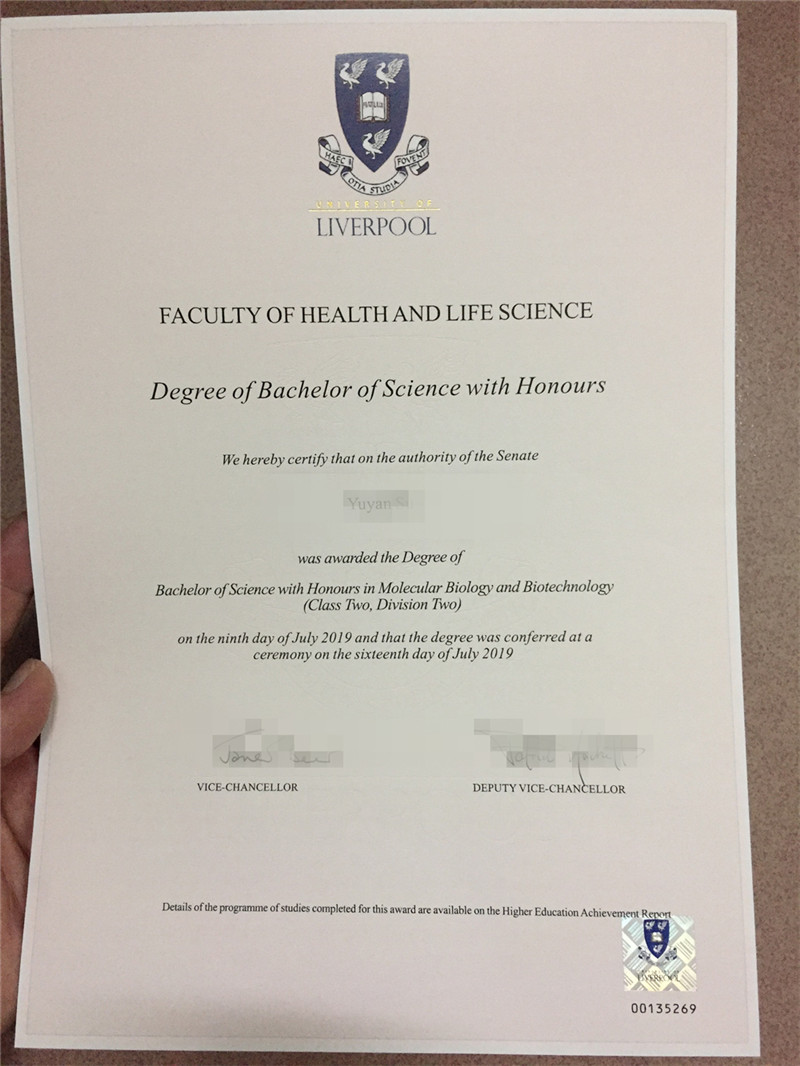 HAEC
OTIA STUDIA
FOVENT
UNIVERSITY OF
LIVERPOOL
FACULTY OF HEALTH AND LIFE SCIENCE
Degree of Bachelor of Science with Honours
We hereby certify that on the authority of the Senate
Yuyan
was awarded the Degree of
Bachelor of Science with Honours in Molecular Biology and Biotechnology
(Class Two, Division Two)
on the ninth day of July 2019 and that the degree was conferred at a
ceremony on the sixteenth day of July 2019
VICE-CHANCELLOR
DEPUTY VICE-CHANCELLOR
Details of the programme of studies completed for this award are available on the Higher Education Achievement Report
LIVERPOOL
00135269